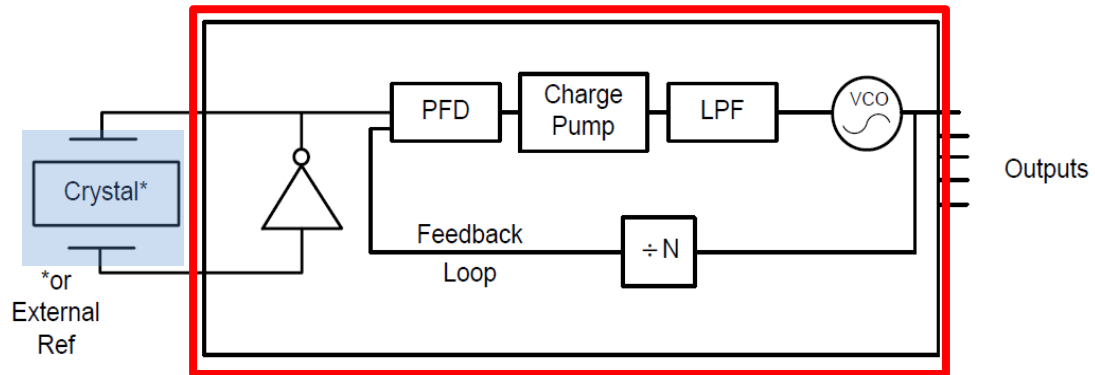 PFD
Charge
Pump
LPF
VCO
Crystal*
Outputs
Feedback
Loop
÷ N
*or
External
Ref